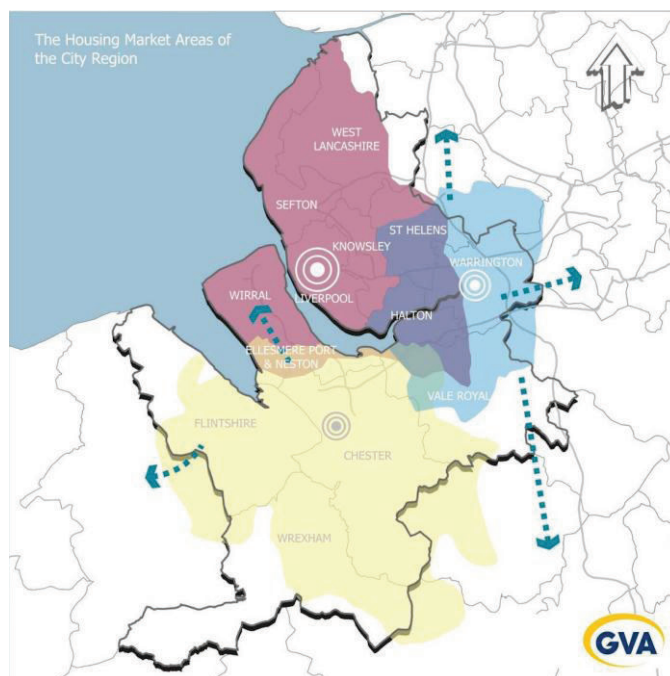 The Housing Market Areas of
the City Region
WEST
LANCASHIRE
SEFTON
ST HELENS
KNOWSLEY
WARRINGTON
WIRRAL
LIVERPOOL
HALTON
ELLESMERE PORT
& NESTON
VALE ROYAL
FLINTSHIRE
CHESTER
WREXHAM
GVA